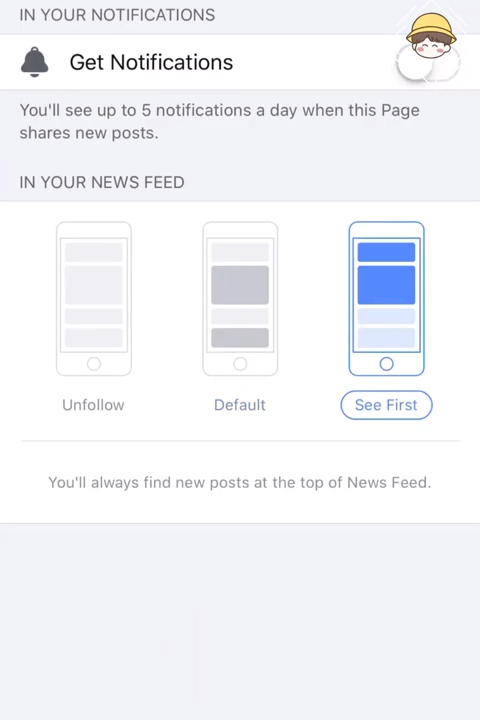 IN YOUR NOTIFICATIONS
Get Notifications
You'll see up to 5 notifications a day when this Page
shares new posts.
IN YOUR NEWS FEED
Unfollow
Default
See First
You'll always find new posts at the top of News Feed.